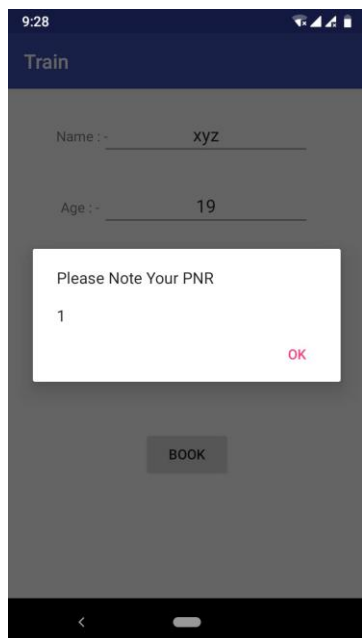 9:28
Train
Name : - xyz
Age : - 19
Please Note Your PNR
1
OK
BOOK